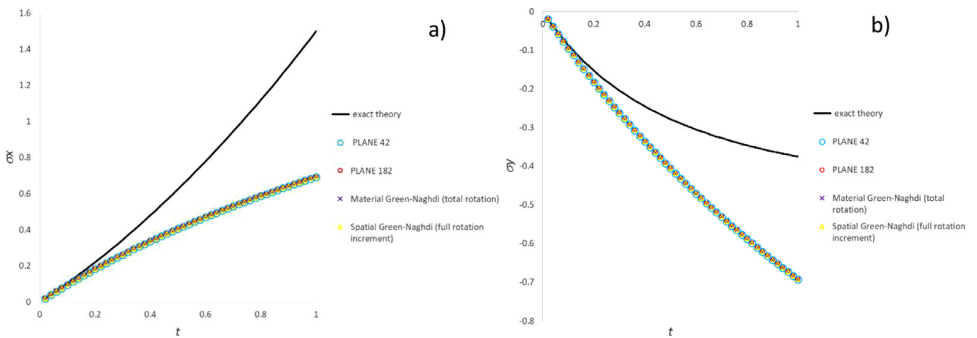 a)
1.6
1.4
1.2
1
0.8
0.6
0.4
0.2
0
0 0.2 0.4 0.6 0.8 1
σx
t
exact theory
PLANE 42
PLANE 182
Material Green-Naghdi (total
rotation)
Spatial Green-Naghdi (full rotation
increment)
b)
0
-0.1
-0.2
-0.3
-0.4
-0.5
-0.6
-0.7
-0.8
0 0.2 0.4 0.6 0.8 1
σy
t
exact theory
PLANE 42
PLANE 182
Material Green-Naghdi (total
rotation)
Spatial Green-Naghdi (full rotation
increment)